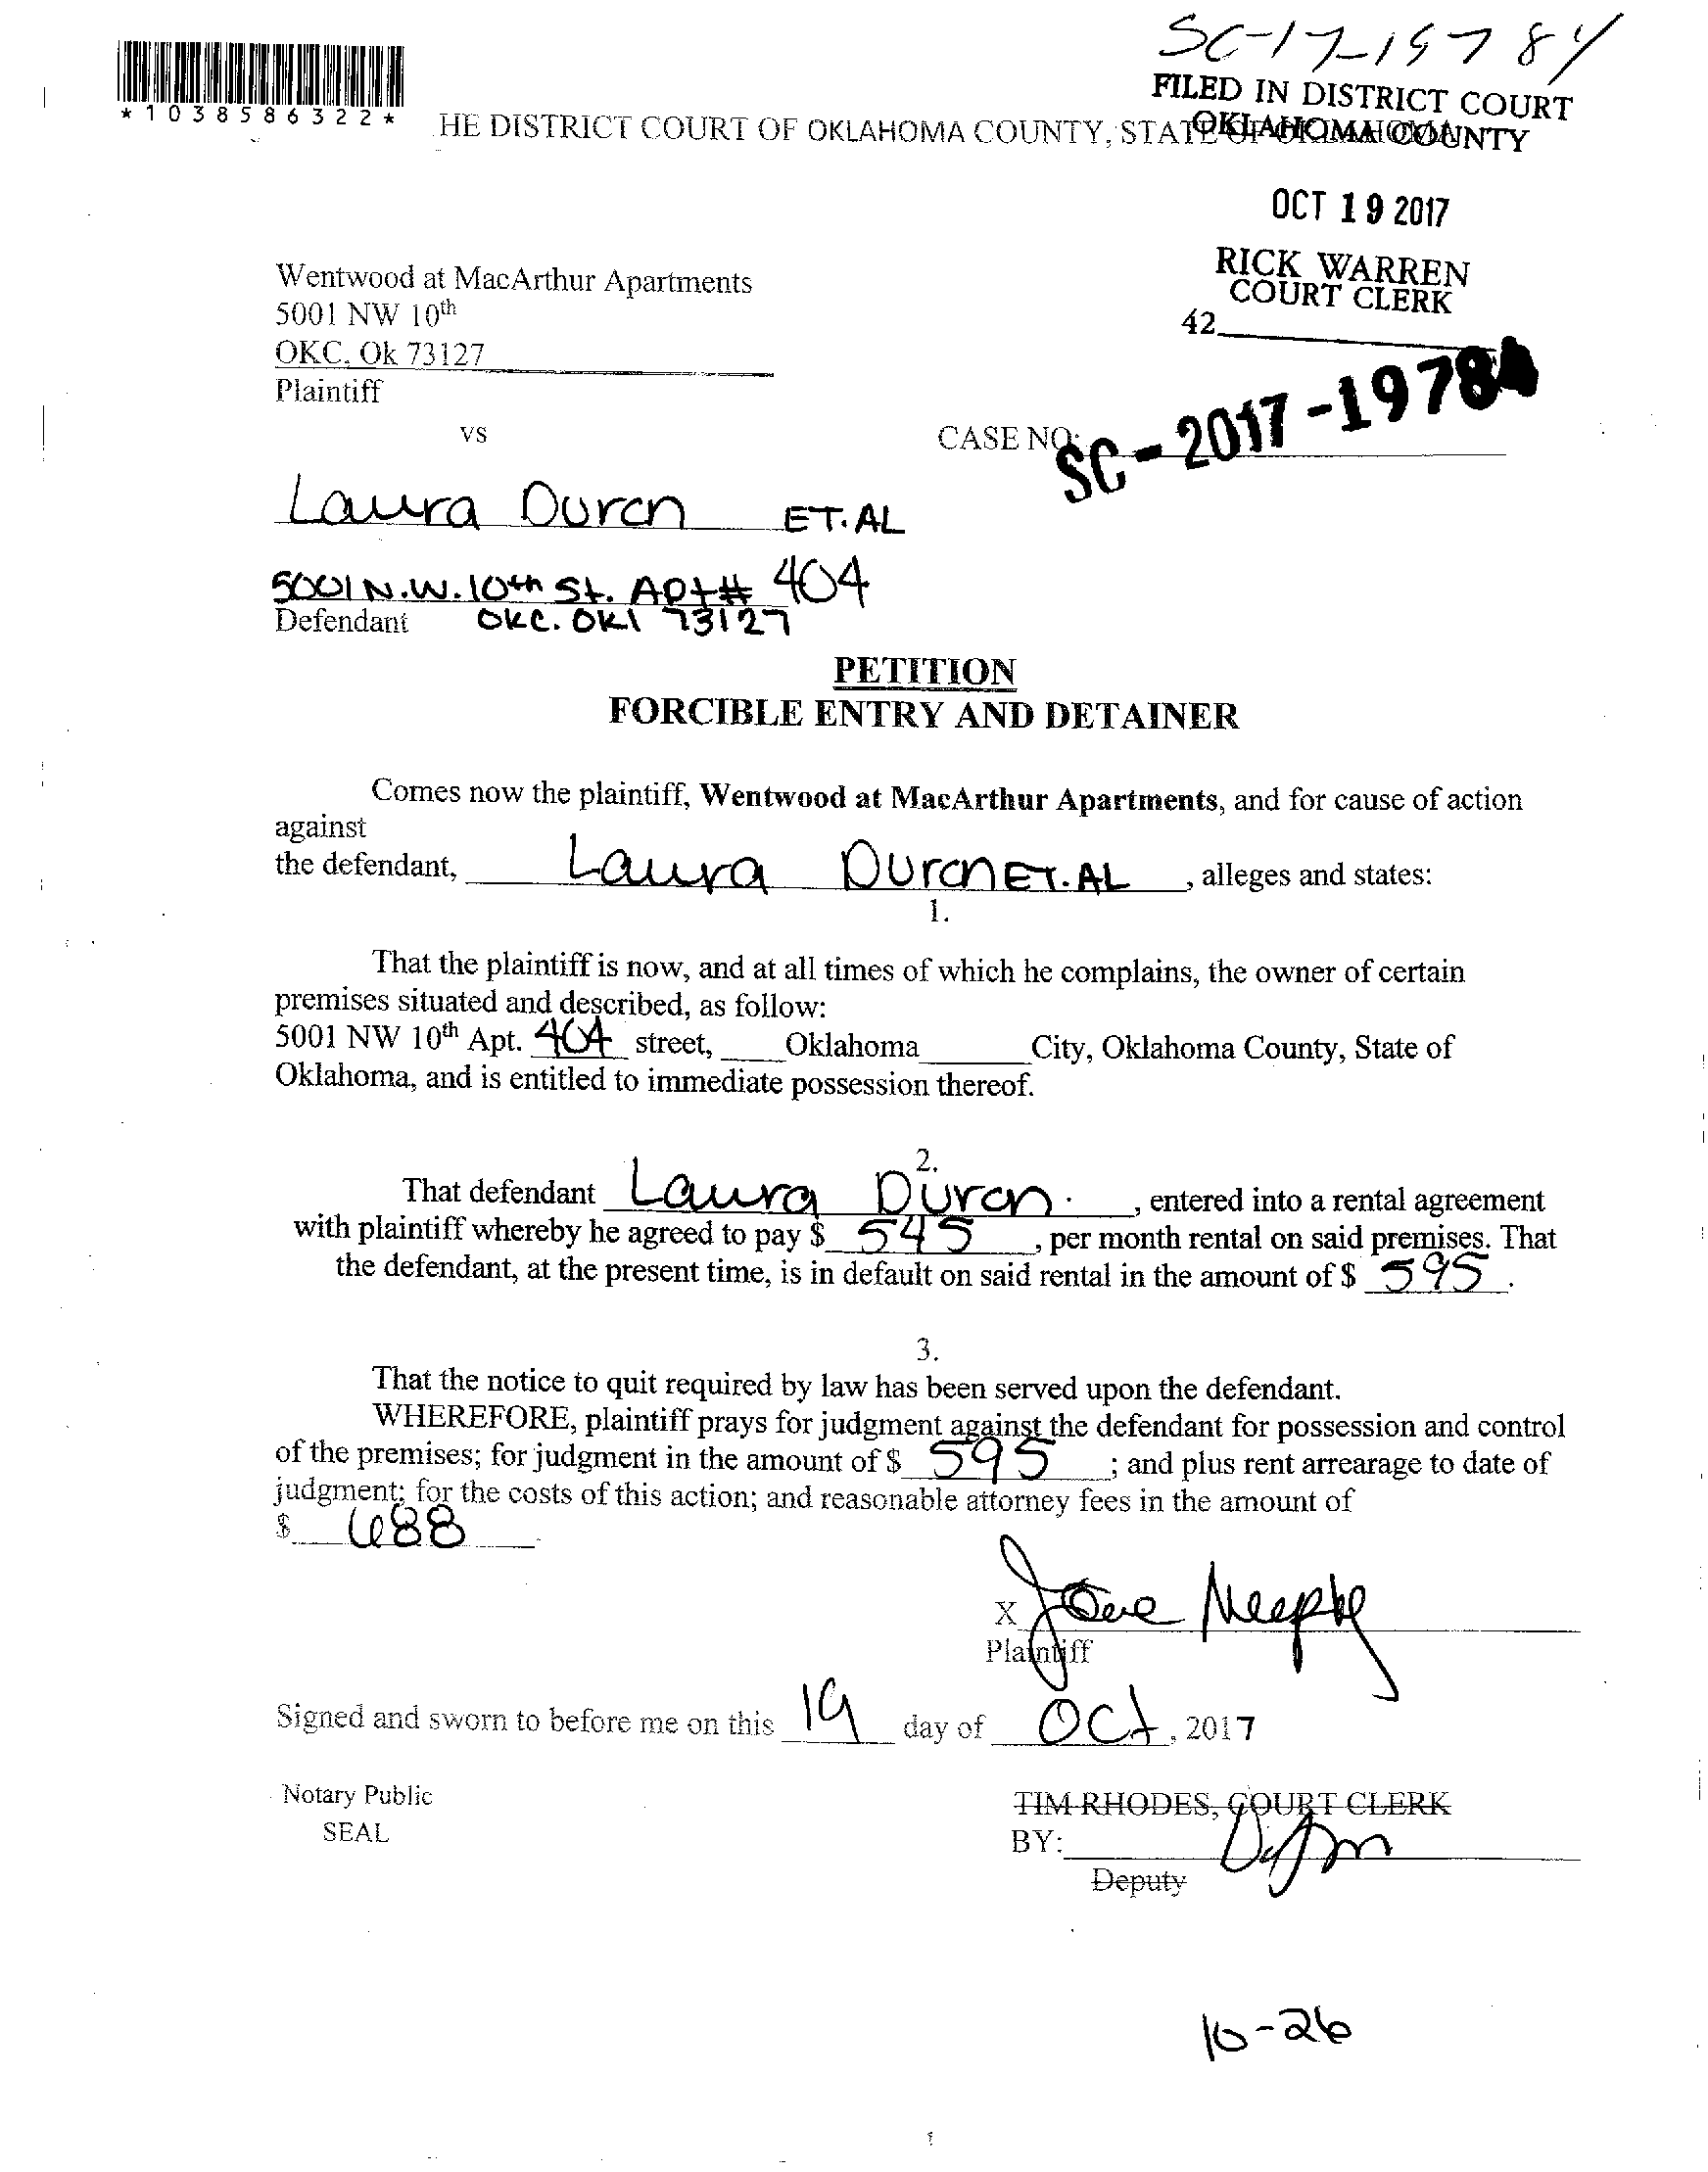 SC-17-19784
FILED IN DISTRICT COURT
OKLAHOMA COUNTY
*1038586322*
HE DISTRICT COURT OF OKLAHOMA COUNTY, STATE OF OKLAHOMA
OCT 19 2017
RICK WARREN
COURT CLERK
42
Wentwood at MacArthur Apartments
5001 NW 10th
OKC, Ok 73127
Plaintiff
vs
CASE NO: SC-2017-19784
Laura Duran ET.AL
5001 N.W. 10th St. Apt# 404
Defendant OKC. OKl 73127
PETITION
FORCIBLE ENTRY AND DETAINER
Comes now the plaintiff, Wentwood at MacArthur Apartments, and for cause of action
against
the defendant, Laura Duran ET.AL , alleges and states:
1.
That the plaintiff is now, and at all times of which he complains, the owner of certain
premises situated and described, as follow:
5001 NW 10th Apt. 404 street, Oklahoma City, Oklahoma County, State of
Oklahoma, and is entitled to immediate possession thereof.
2.
That defendant Laura Duran. , entered into a rental agreement
with plaintiff whereby he agreed to pay $ 545 , per month rental on said premises. That
the defendant, at the present time, is in default on said rental in the amount of $ 595 .
3.
That the notice to quit required by law has been served upon the defendant.
WHEREFORE, plaintiff prays for judgment against the defendant for possession and control
of the premises; for judgment in the amount of $ 595 ; and plus rent arrearage to date of
judgment; for the costs of this action; and reasonable attorney fees in the amount of
$ 688
X
Plaintiff
Signed and sworn to before me on this 19 day of Oct, 2017
Notary Public
SEAL
TIM RHODES, COURT CLERK
BY:
Deputy
10-26